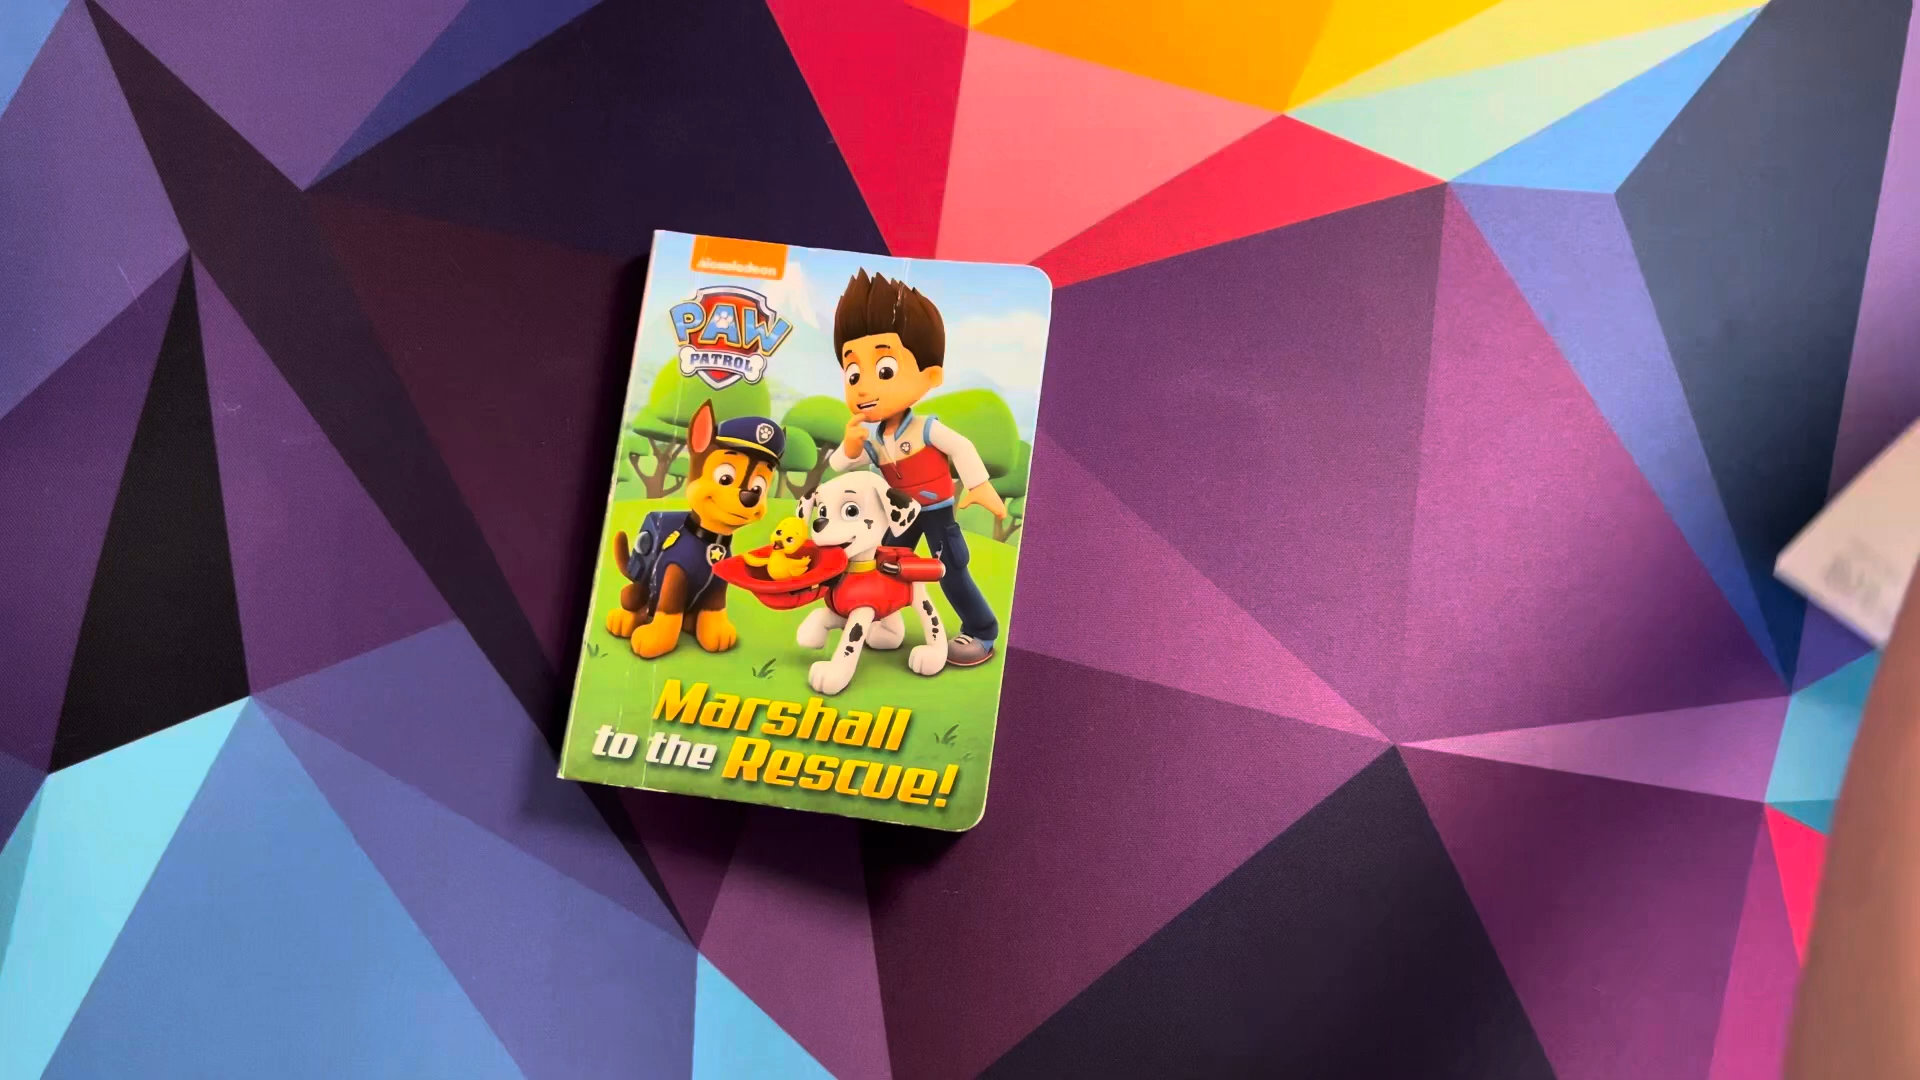 nickelodeon
PAW
PATROL
Marshall
to the Rescue!